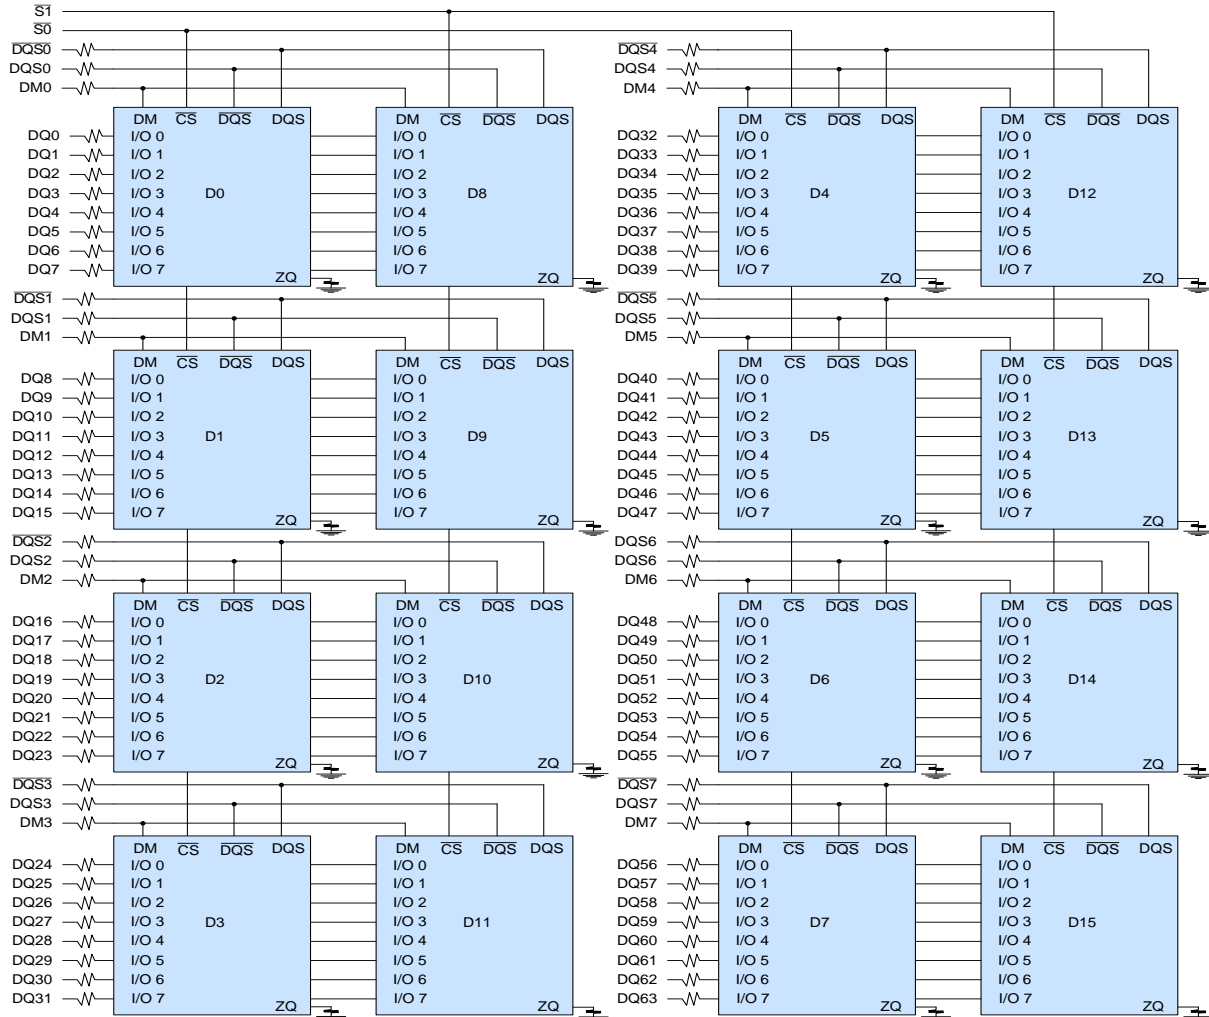 S1
S0
DQS0 DQS4
DQS0 DQS4
DM0 DM4
DM CS DQS DQS DM CS DQS DQS DM CS DQS DQS DM CS DQS DQS
DQ0 I/O 0 I/O 0 DQ32 I/O 0 I/O 0
DQ1 I/O 1 I/O 1 DQ33 I/O 1 I/O 1
DQ2 I/O 2 I/O 2 DQ34 I/O 2 I/O 2
DQ3 I/O 3 D0 I/O 3 D8 DQ35 I/O 3 D4 I/O 3 D12
DQ4 I/O 4 I/O 4 DQ36 I/O 4 I/O 4
DQ5 I/O 5 I/O 5 DQ37 I/O 5 I/O 5
DQ6 I/O 6 I/O 6 DQ38 I/O 6 I/O 6
DQ7 I/O 7 I/O 7 DQ39 I/O 7 I/O 7
ZQ ZQ ZQ ZQ
DQS1 DQS5
DQS1 DQS5
DM1 DM5
DM CS DQS DQS DM CS DQS DQS DM CS DQS DQS DM CS DQS DQS
DQ8 I/O 0 I/O 0 DQ40 I/O 0 I/O 0
DQ9 I/O 1 I/O 1 DQ41 I/O 1 I/O 1
DQ10 I/O 2 I/O 2 DQ42 I/O 2 I/O 2
DQ11 I/O 3 D1 I/O 3 D9 DQ43 I/O 3 D5 I/O 3 D13
DQ12 I/O 4 I/O 4 DQ44 I/O 4 I/O 4
DQ13 I/O 5 I/O 5 DQ45 I/O 5 I/O 5
DQ14 I/O 6 I/O 6 DQ46 I/O 6 I/O 6
DQ15 I/O 7 I/O 7 DQ47 I/O 7 I/O 7
ZQ ZQ ZQ ZQ
DQS2 DQS6
DQS2 DQS6
DM2 DM6
DM CS DQS DQS DM CS DQS DQS DM CS DQS DQS DM CS DQS DQS
DQ16 I/O 0 I/O 0 DQ48 I/O 0 I/O 0
DQ17 I/O 1 I/O 1 DQ49 I/O 1 I/O 1
DQ18 I/O 2 I/O 2 DQ50 I/O 2 I/O 2
DQ19 I/O 3 D2 I/O 3 D10 DQ51 I/O 3 D6 I/O 3 D14
DQ20 I/O 4 I/O 4 DQ52 I/O 4 I/O 4
DQ21 I/O 5 I/O 5 DQ53 I/O 5 I/O 5
DQ22 I/O 6 I/O 6 DQ54 I/O 6 I/O 6
DQ23 I/O 7 I/O 7 DQ55 I/O 7 I/O 7
ZQ ZQ ZQ ZQ
DQS3 DQS7
DQS3 DQS7
DM3 DM7
DM CS DQS DQS DM CS DQS DQS DM CS DQS DQS DM CS DQS DQS
DQ24 I/O 0 I/O 0 DQ56 I/O 0 I/O 0
DQ25 I/O 1 I/O 1 DQ57 I/O 1 I/O 1
DQ26 I/O 2 I/O 2 DQ58 I/O 2 I/O 2
DQ27 I/O 3 D3 I/O 3 D11 DQ59 I/O 3 D7 I/O 3 D15
DQ28 I/O 4 I/O 4 DQ60 I/O 4 I/O 4
DQ29 I/O 5 I/O 5 DQ61 I/O 5 I/O 5
DQ30 I/O 6 I/O 6 DQ62 I/O 6 I/O 6
DQ31 I/O 7 I/O 7 DQ63 I/O 7 I/O 7
ZQ ZQ ZQ ZQ